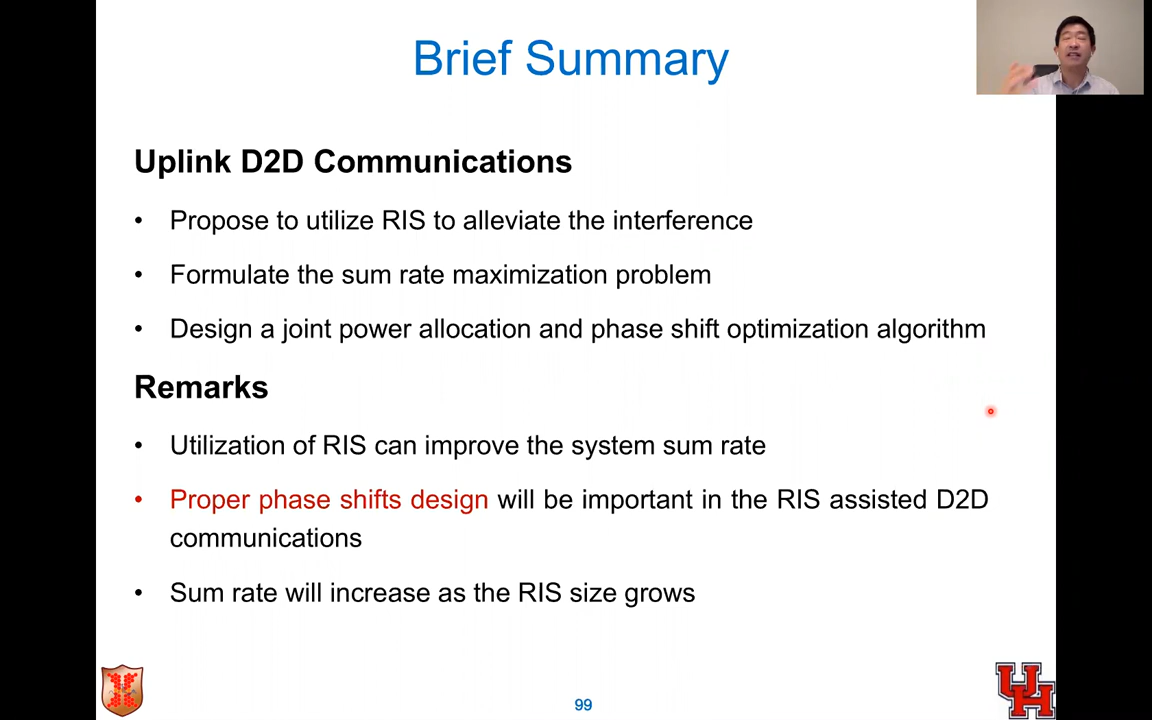 Brief Summary
Uplink D2D Communications
• Propose to utilize RIS to alleviate the interference
• Formulate the sum rate maximization problem
• Design a joint power allocation and phase shift optimization algorithm
Remarks
• Utilization of RIS can improve the system sum rate
• Proper phase shifts design will be important in the RIS assisted D2D
communications
• Sum rate will increase as the RIS size grows
99
UH